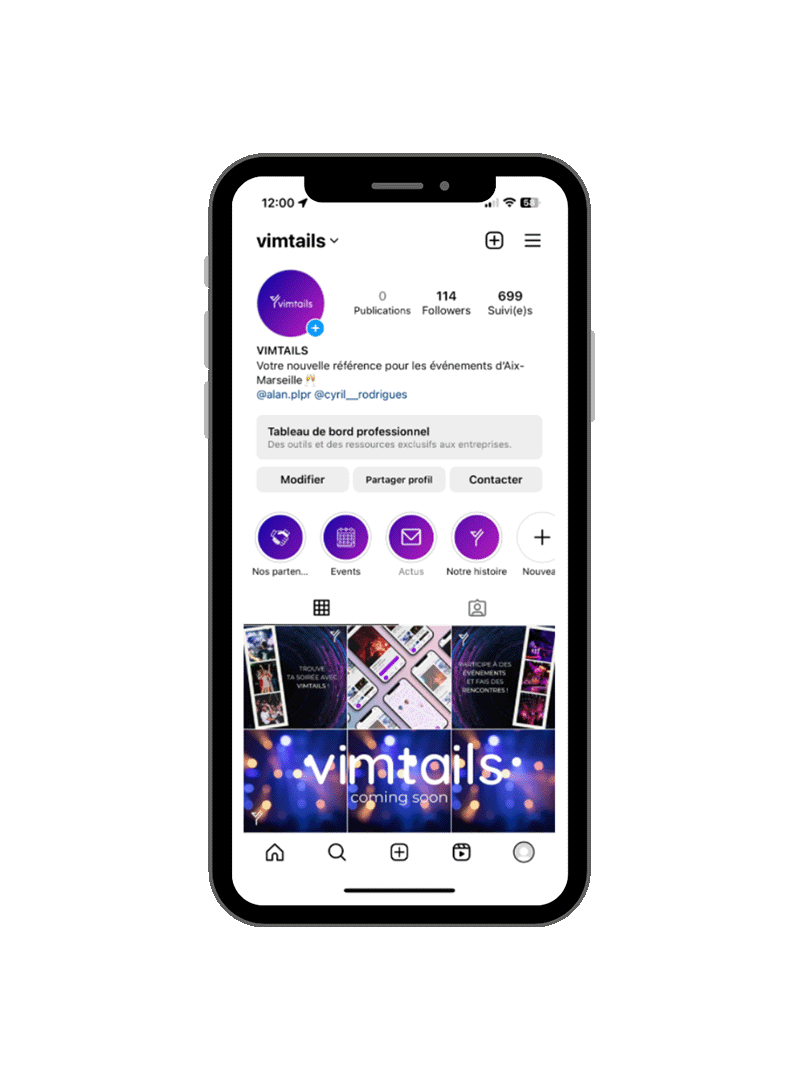 12:00
58
vimtails
vimtails
0
114
699
Publications
Followers
Suivi(e)s
VIMTAILS
Votre nouvelle référence pour les événements d'Aix-
Marseille 🥂
@alan.plpr @cyril__rodrigues
Tableau de bord professionnel
Des outils et des ressources exclusifs aux entreprises.
Modifier
Partager profil
Contacter
Nos parten...
Events
Actus
Notre histoire
Nouvea
TROUVE
TA SOIRÉE AVEC
VIMTAILS !
PARTICIPE À DES
ÉVÉNEMENTS
ET FAIS DES
RENCONTRES !
vimtails
coming soon